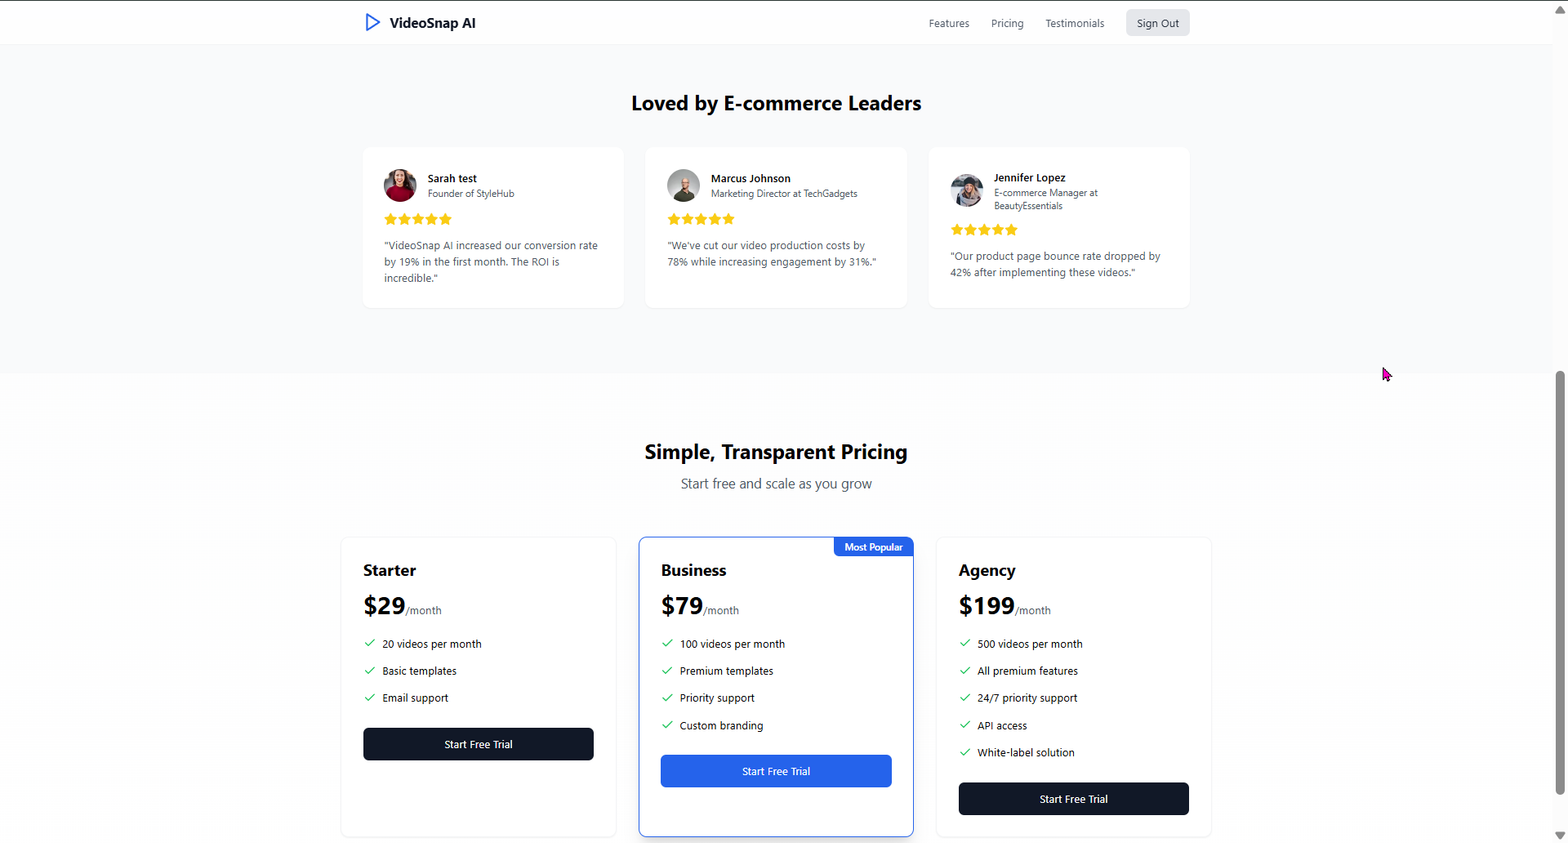 VideoSnap AI
Features
Pricing
Testimonials
Sign Out
Loved by E-commerce Leaders
Sarah test
Founder of StyleHub
"VideoSnap AI increased our conversion rate
by 19% in the first month. The ROI is
incredible."
Marcus Johnson
Marketing Director at TechGadgets
"We've cut our video production costs by
78% while increasing engagement by 31%."
Jennifer Lopez
E-commerce Manager at
BeautyEssentials
"Our product page bounce rate dropped by
42% after implementing these videos."
Simple, Transparent Pricing
Start free and scale as you grow
Starter
$29/month
20 videos per month
Basic templates
Email support
Start Free Trial
Most Popular
Business
$79/month
100 videos per month
Premium templates
Priority support
Custom branding
Start Free Trial
Agency
$199/month
500 videos per month
All premium features
24/7 priority support
API access
White-label solution
Start Free Trial